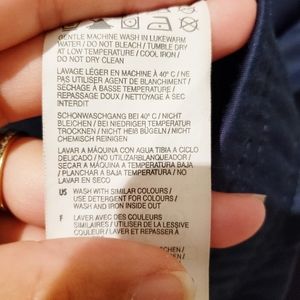 GENTLE MACHINE WASH IN LUKEWARM
WATER / DO NOT BLEACH / TUMBLE DRY
AT LOW TEMPERATURE / COOL IRON /
DO NOT DRY CLEAN
LAVAGE LÉGER EN MACHINE À 40° C / NE
PAS UTILISER AGENT DE BLANCHIMENT
/ SÉCHAGE À BASSE TEMPÉRATURE /
REPASSAGE DOUX / NETTOYAGE À SEC
INTERDIT
SCHONWASCHGANG BEI 40° C / NICHT
BLEICHEN / BEI NIEDRIGER TEMPERATUR
TROCKNEN / NICHT HEIß BÜGELN / NICHT
CHEMISCH REINIGEN
LAVAR A MÁQUINA CON AGUA TIBIA A CICLO
DELICADO / NO UTILIZARBLANQUEADOR
/ SECAR A MÁQUINA A TEMPERATURA BAJA
/ PLANCHAR A BAJA TEMPERATURA / NO
LAVAR EN SECO
US WASH WITH SIMILAR COLOURS /
USE DETERGENT FOR COLOURS /
WASH AND IRON INSIDE OUT
F LAVER AVEC DES COULEURS
SIMILAIRES / UTILISER DE LA LESSIVE
COULEUR / LAVER ET REPASSER À